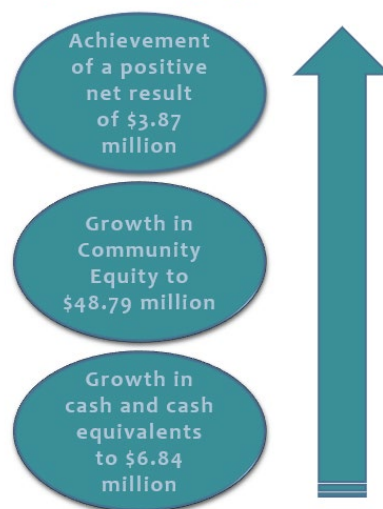 Achievement
of a positive
net result
of $3.87
million
Growth in
Community
Equity to
$48.79 million
Growth in
cash and cash
equivalents
to $6.84
million